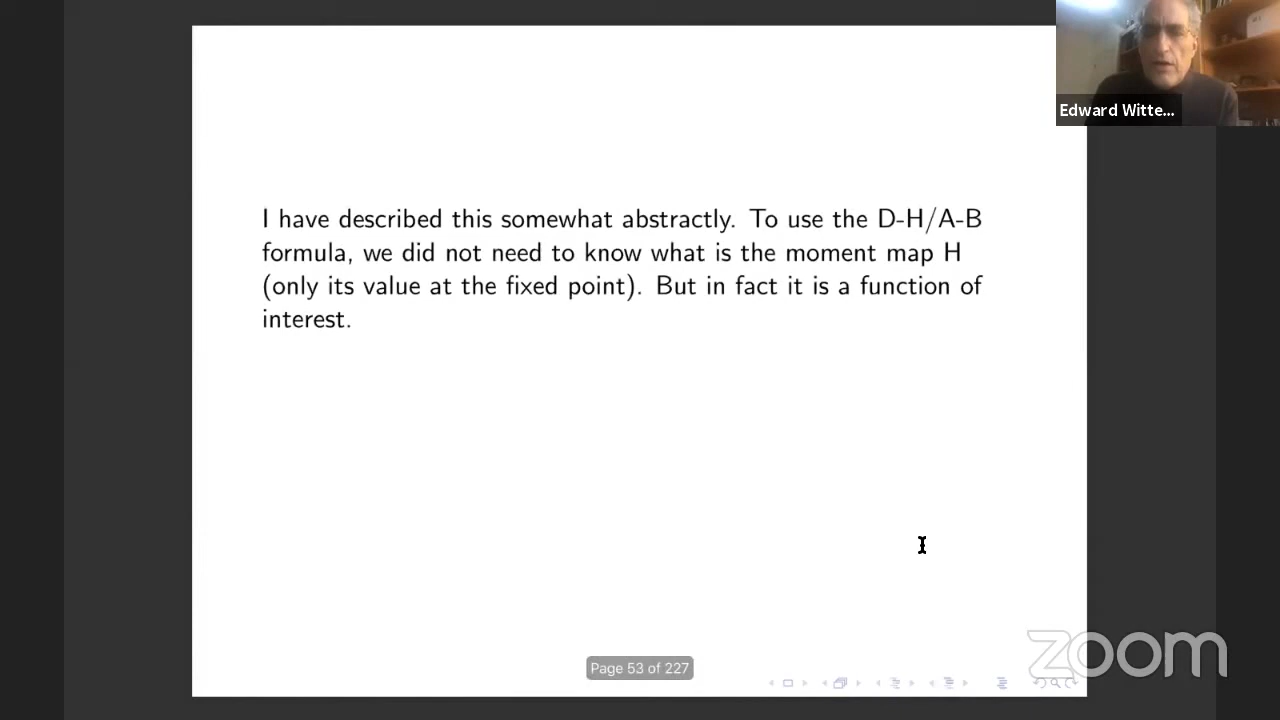 Edward Witte...
I have described this somewhat abstractly. To use the D-H/A-B
formula, we did not need to know what is the moment map H
(only its value at the fixed point). But in fact it is a function of
interest.
Page 53 of 227
zoom